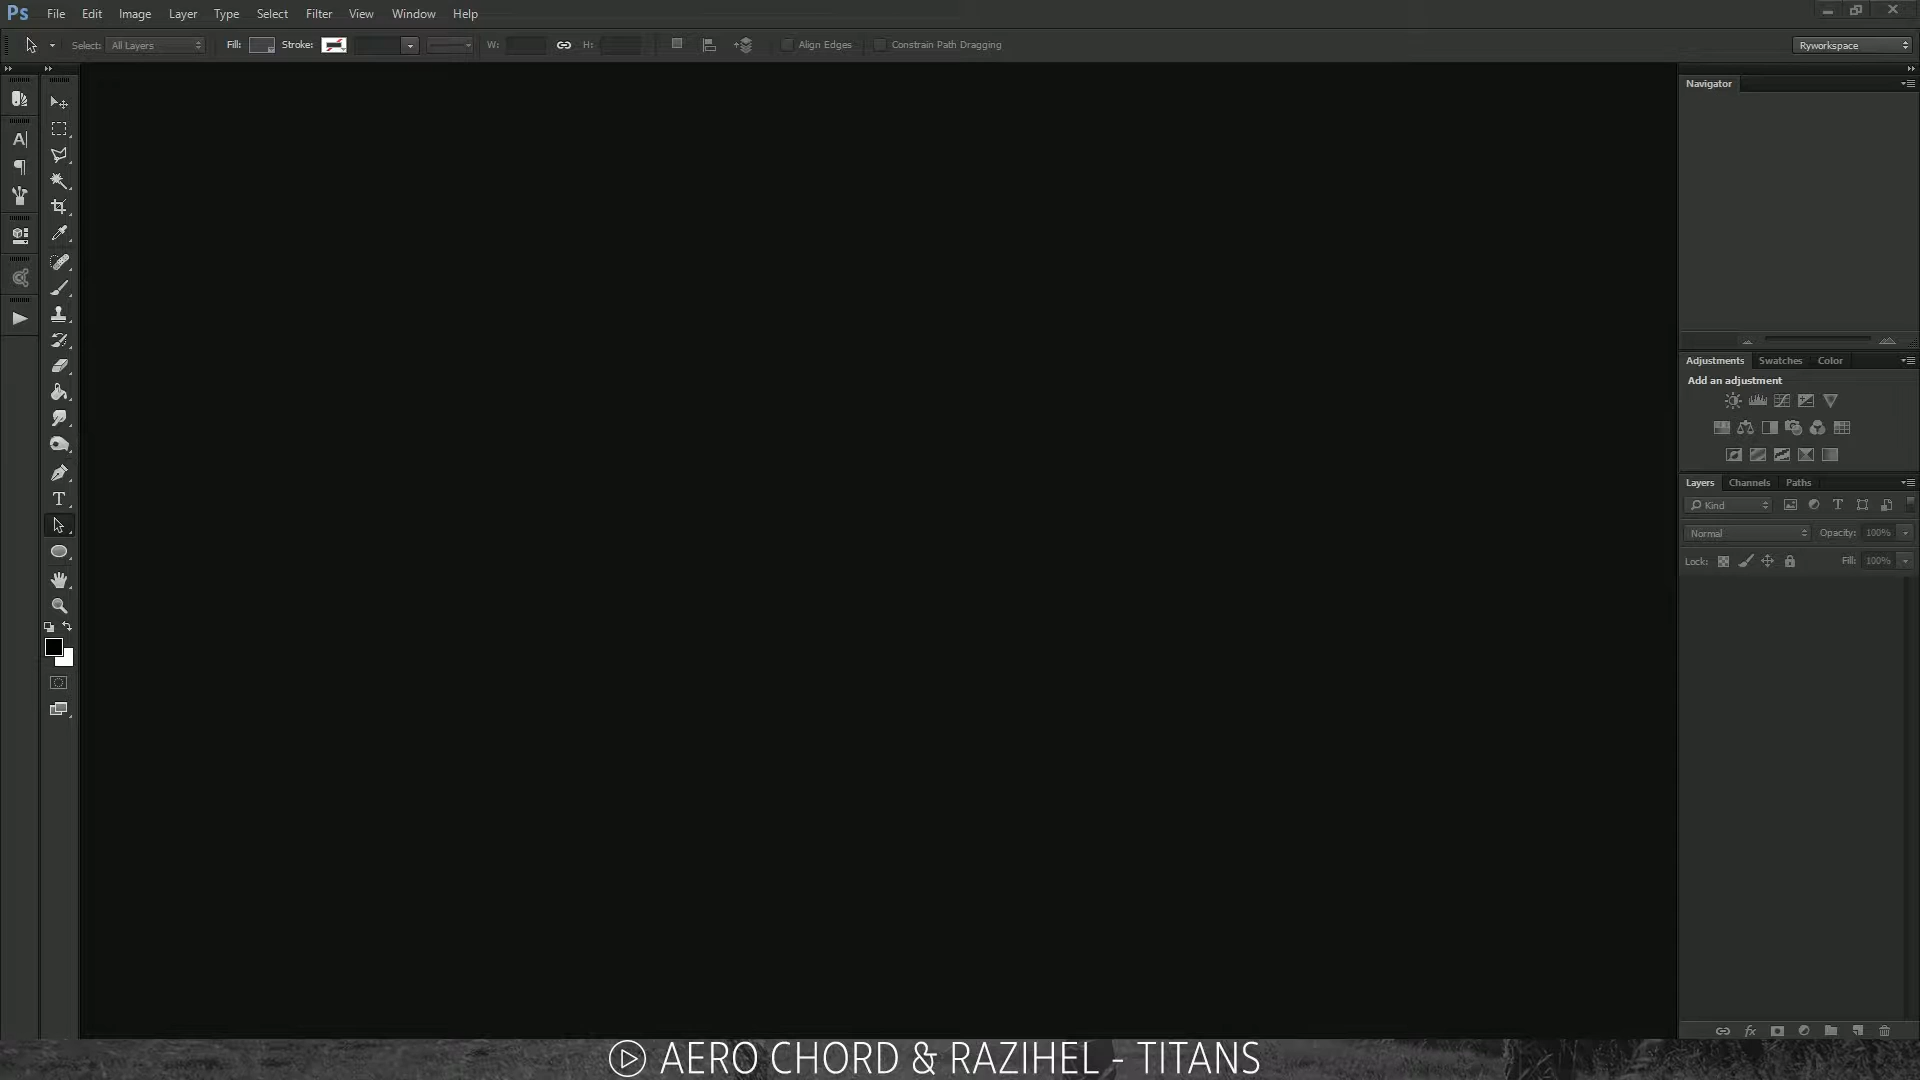 Ps File Edit Image Layer Type Select Filter View Window Help
Select: All Layers Fill: Stroke: W: H: Align Edges Constrain Path Dragging Ryworkspace
Navigator
Adjustments Swatches Color
Add an adjustment
Layers Channels Paths
Kind
Normal Opacity: 100%
Lock: Fill: 100%
AERO CHORD & RAZIHEL - TITANS